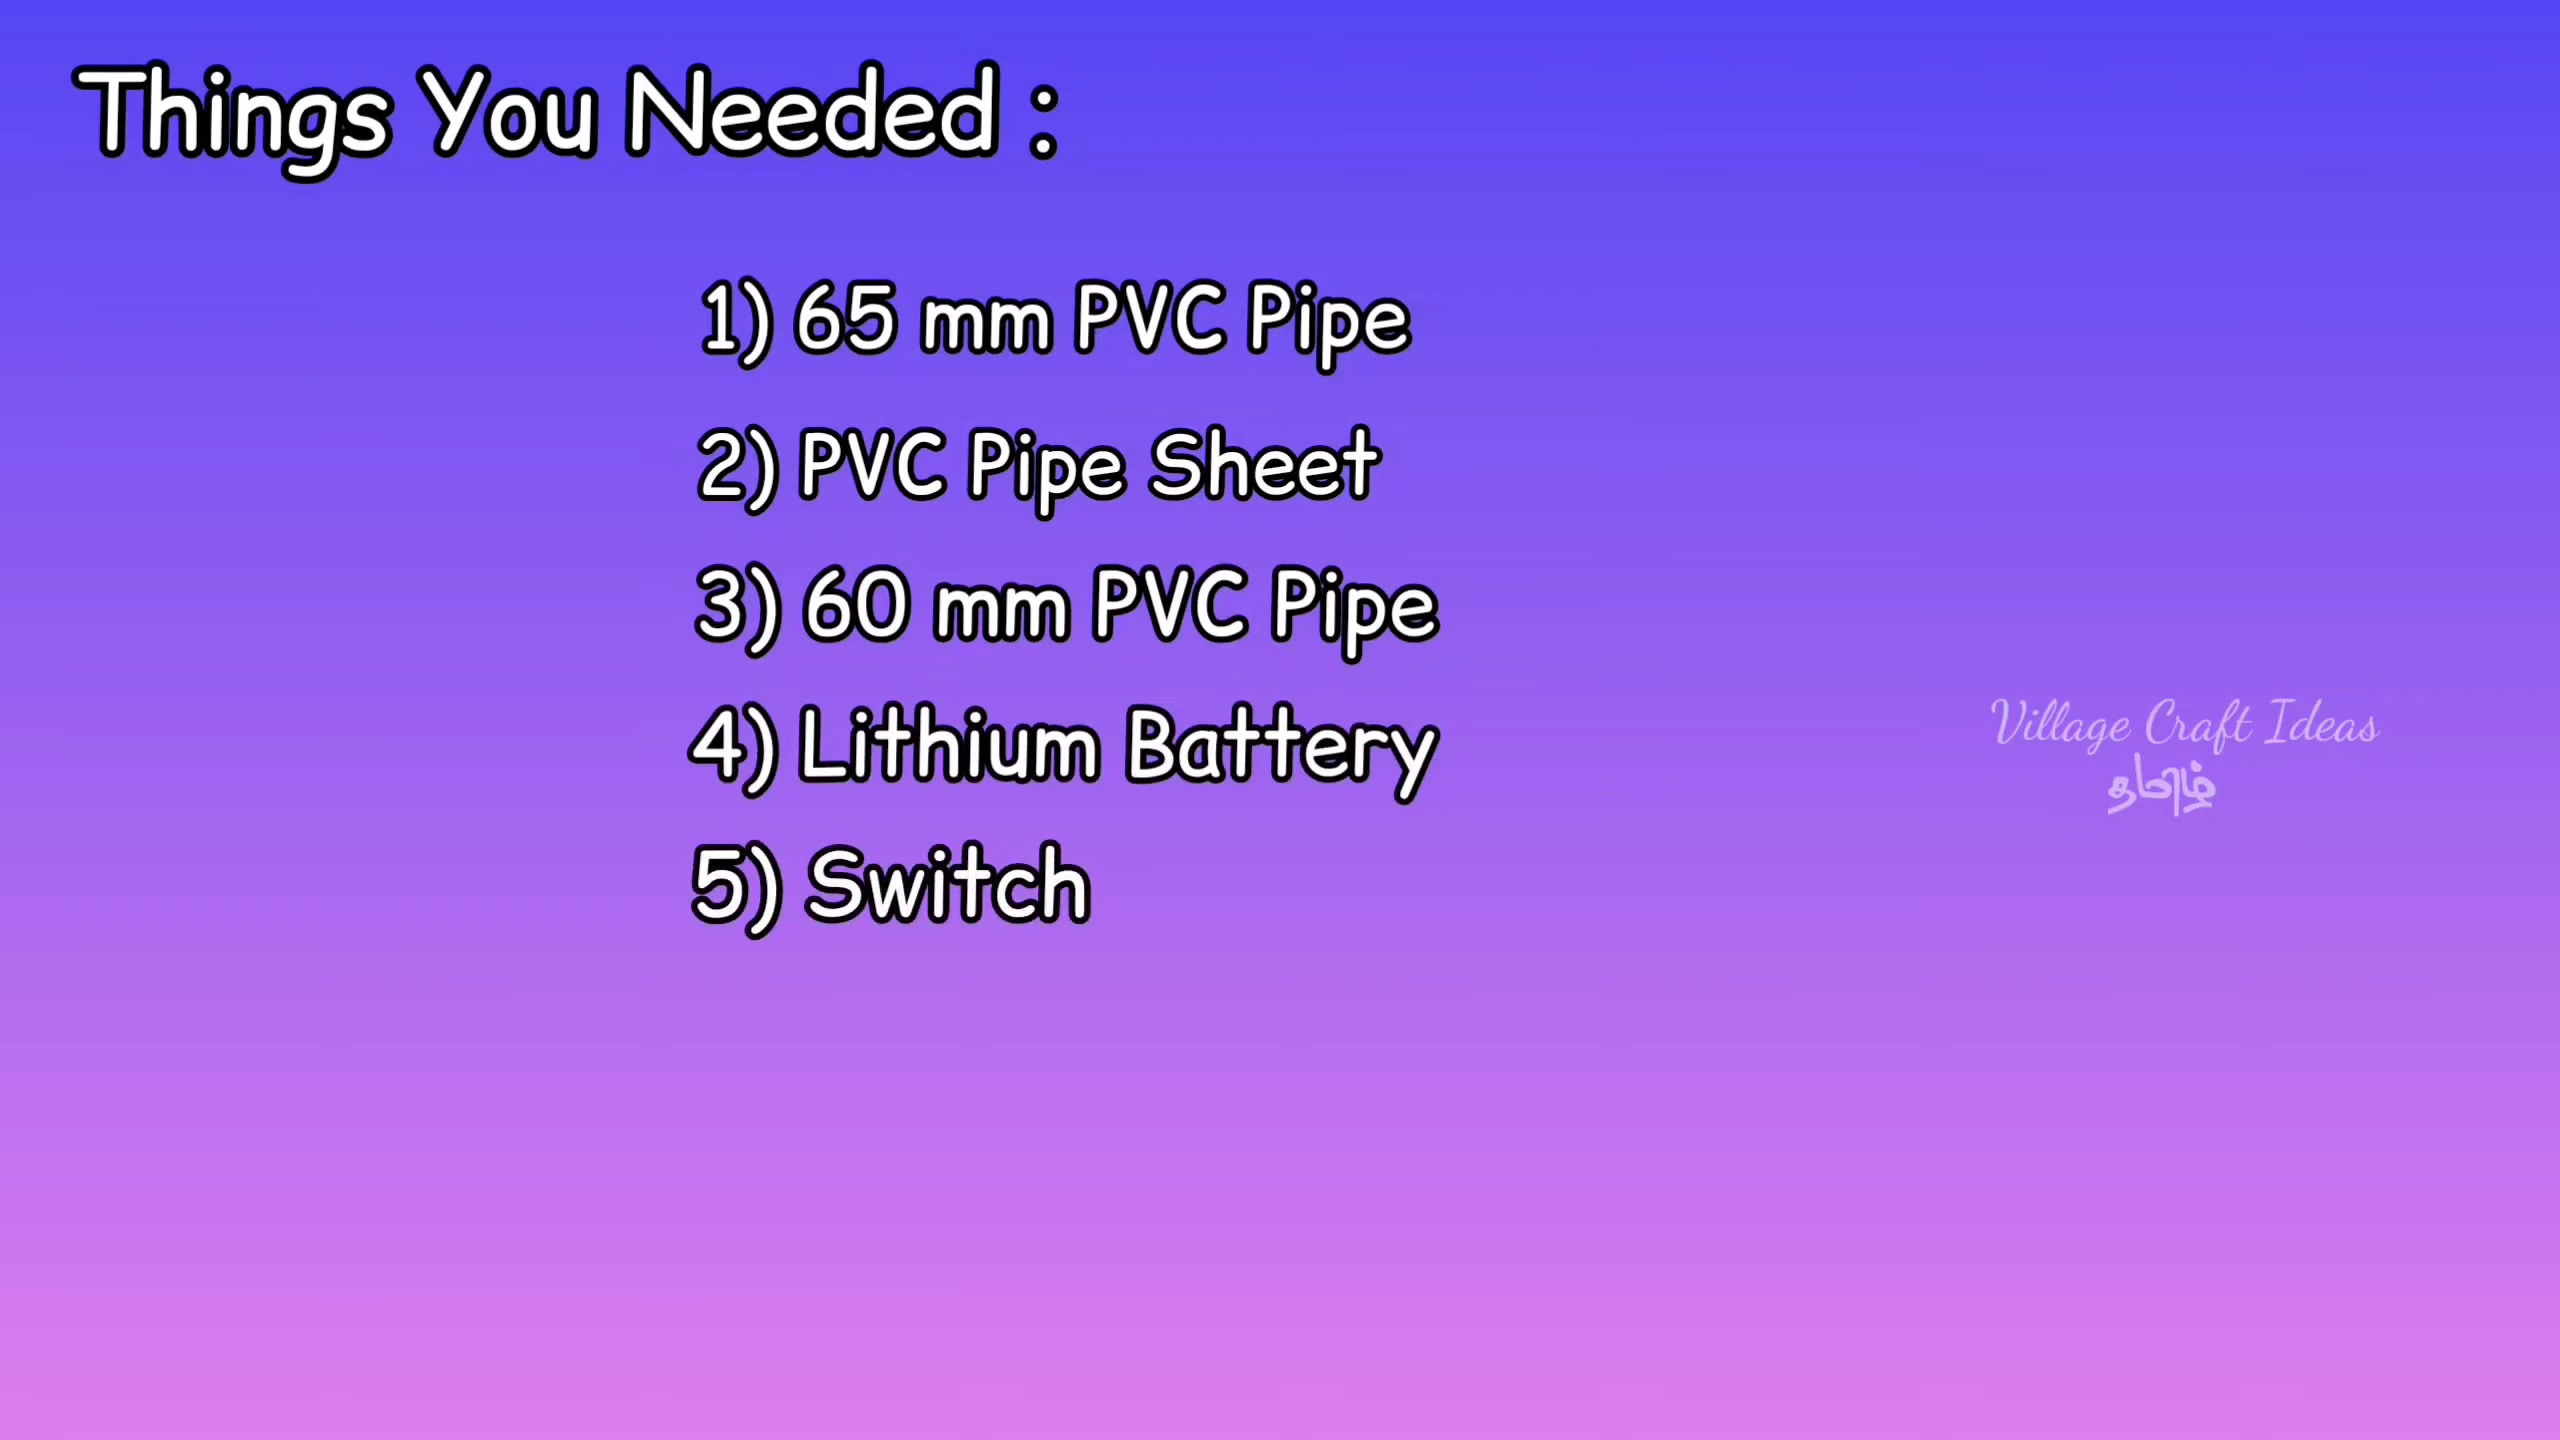 Things You Needed :
1) 65 mm PVC Pipe
2) PVC Pipe Sheet
3) 60 mm PVC Pipe
4) Lithium Battery
5) Switch
Village Craft Ideas
தமிழ்